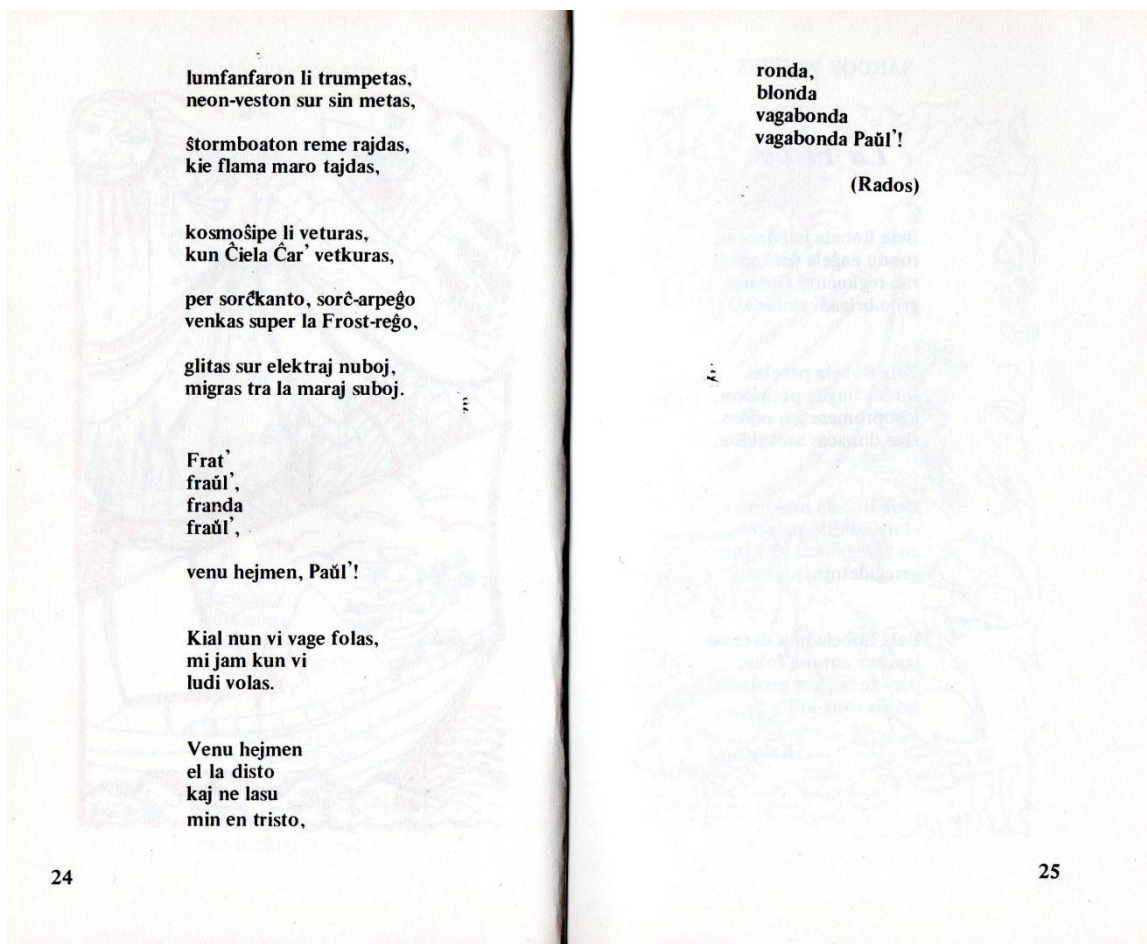 lumfanfaron li trumpetas,
neon-veston sur sin metas,
ŝtormboaton reme rajdas,
kie flama maro tajdas,
kosmoŝipe li veturas,
kun Ĉiela Ĉar’ vetkuras,
per sorĉkanto, sorĉ-arpeĝo
venkas super la Frost-reĝo,
glitas sur elektraj nuboj,
migras tra la maraj suboj.
Frat’
fraŭl’,
franda
fraŭl’,
venu hejmen, Paŭl’!
Kial nun vi vage folas,
mi jam kun vi
ludi volas.
Venu hejmen
el la disto
kaj ne lasu
min en tristo,
24
ronda,
blonda
vagabonda
vagabonda Paŭl’!
(Rados)
25